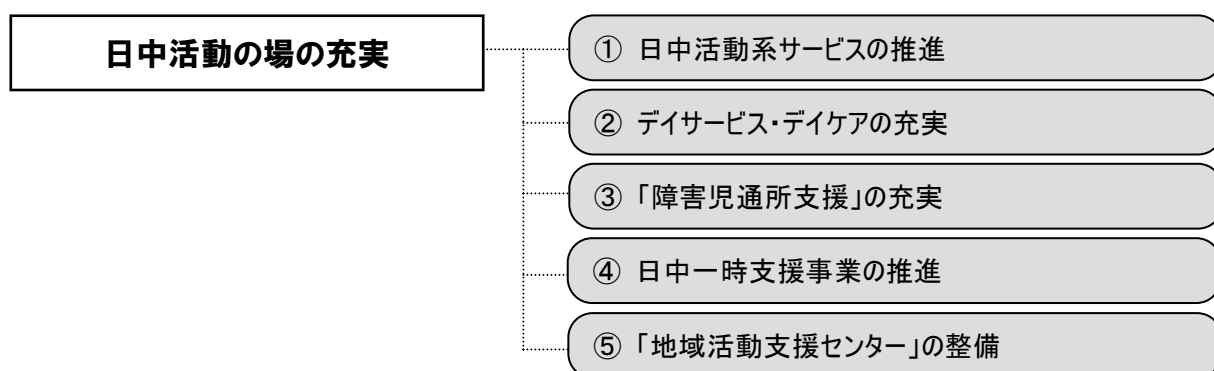 日中活動の場の充実
① 日中活動系サービスの推進
② デイサービス・デイケアの充実
③ 「障害児通所支援」の充実
④ 日中一時支援事業の推進
⑤ 「地域活動支援センター」の整備